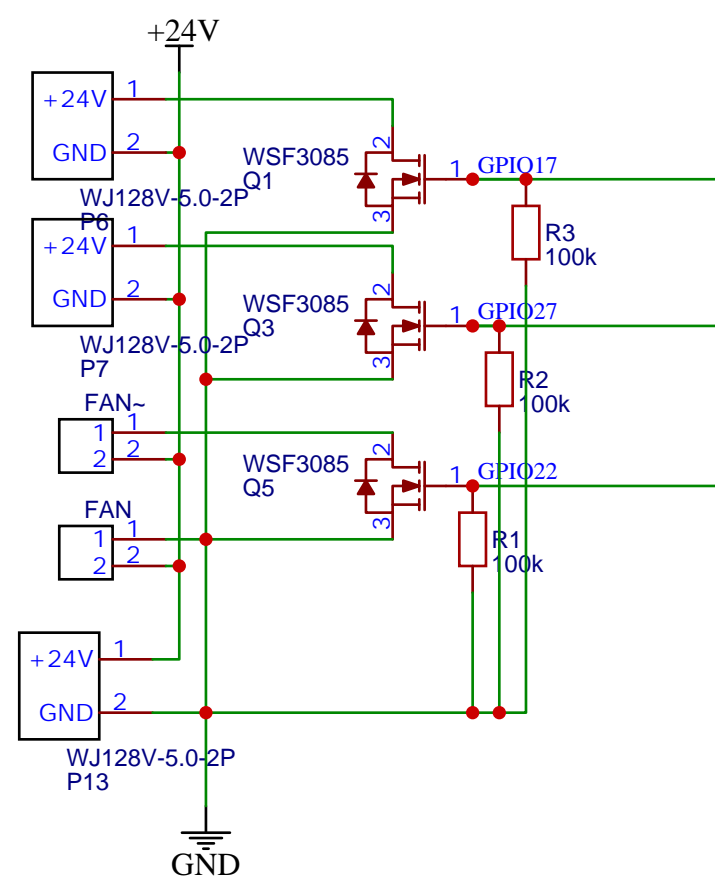 +24V
+24V 1
GND 2
WJ128V-5.0-2P
P6
WSF3085
Q1
2
1
3
GPIO17
R3
100k
+24V 1
GND 2
WJ128V-5.0-2P
P7
WSF3085
Q3
2
1
3
GPIO27
R2
100k
FAN~
1 1
2 2
WSF3085
Q5
2
1
3
GPIO22
R1
100k
FAN
1 1
2 2
+24V 1
GND 2
WJ128V-5.0-2P
P13
GND